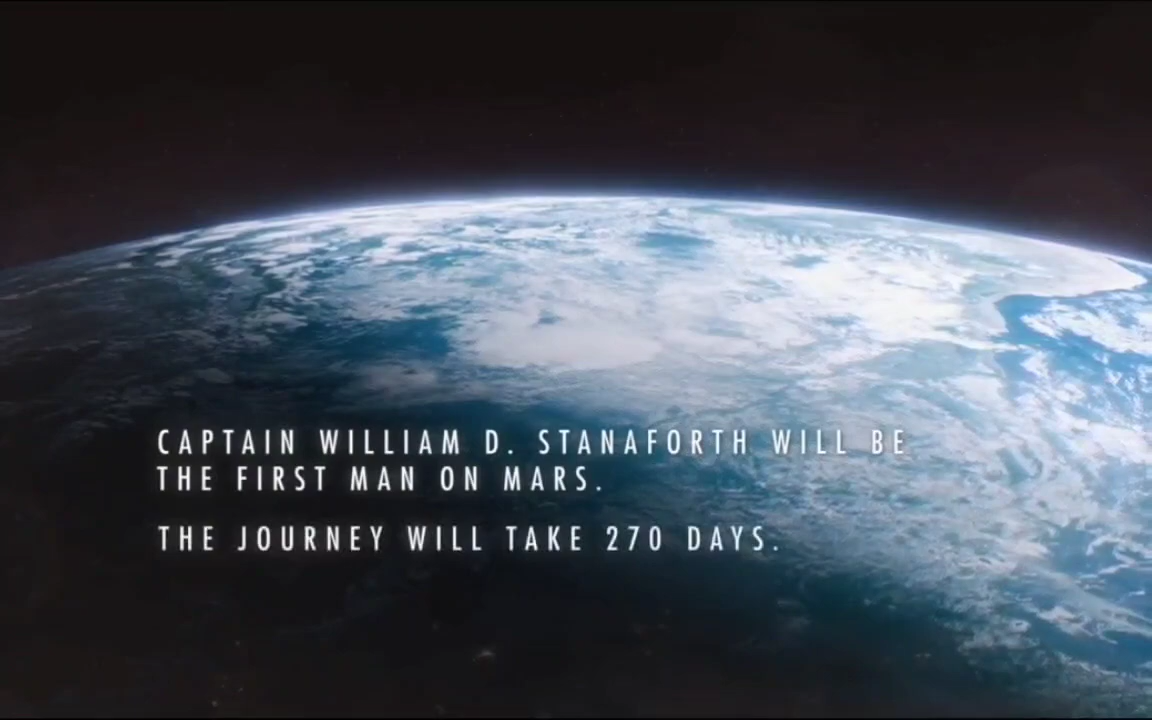 CAPTAIN WILLIAM D. STANAFORTH WILL BE
THE FIRST MAN ON MARS.
THE JOURNEY WILL TAKE 270 DAYS.